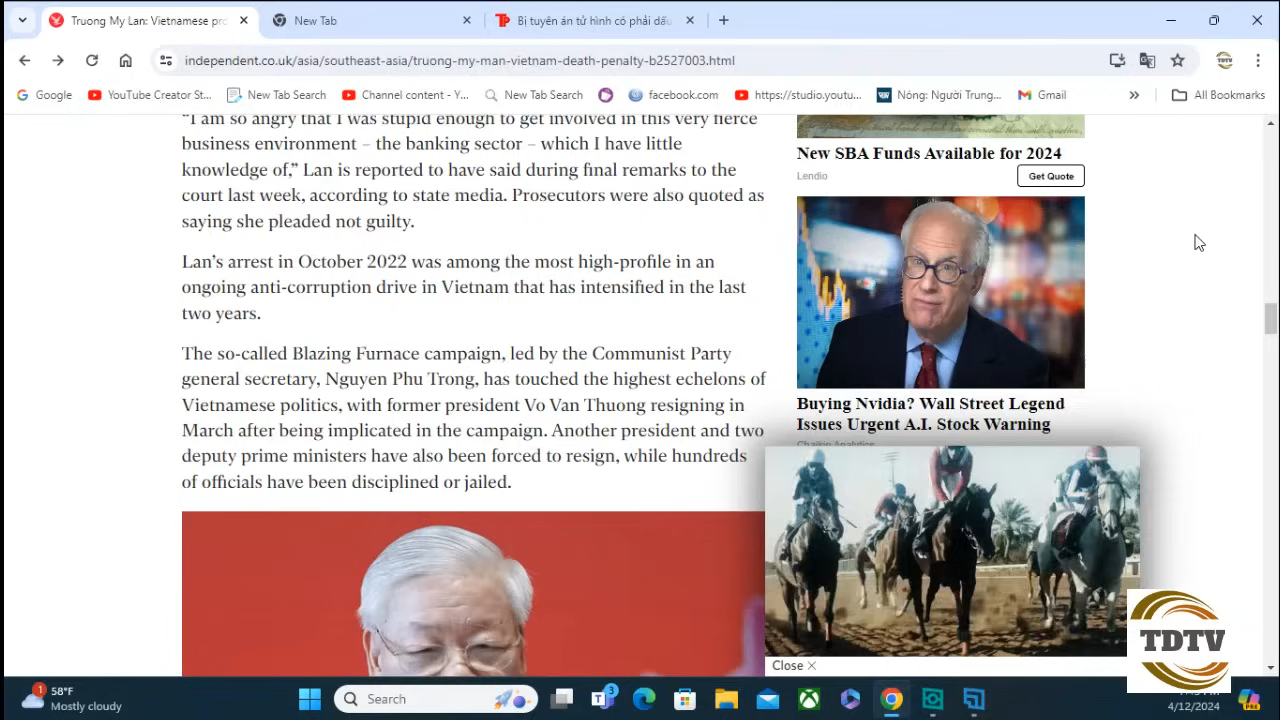 Truong My Lan: Vietnamese pro
New Tab
Bị tuyên án tử hình có phải dấu
independent.co.uk/asia/southeast-asia/truong-my-man-vietnam-death-penalty-b2527003.html
TDTV
Google
YouTube Creator St...
New Tab Search
Channel content - Y...
New Tab Search
facebook.com
https://studio.youtu...
Nóng: Người Trung...
Gmail
All Bookmarks
“I am so angry that I was stupid enough to get involved in this very fierce
business environment – the banking sector – which I have little
knowledge of,” Lan is reported to have said during final remarks to the
court last week, according to state media. Prosecutors were also quoted as
saying she pleaded not guilty.
Lan’s arrest in October 2022 was among the most high-profile in an
ongoing anti-corruption drive in Vietnam that has intensified in the last
two years.
The so-called Blazing Furnace campaign, led by the Communist Party
general secretary, Nguyen Phu Trong, has touched the highest echelons of
Vietnamese politics, with former president Vo Van Thuong resigning in
March after being implicated in the campaign. Another president and two
deputy prime ministers have also been forced to resign, while hundreds
of officials have been disciplined or jailed.
New SBA Funds Available for 2024
Lendio
Get Quote
Buying Nvidia? Wall Street Legend
Issues Urgent A.I. Stock Warning
Chaikin Analytics
Close
TDTV
1
58°F
Mostly cloudy
Search
3
4/12/2024
PRE